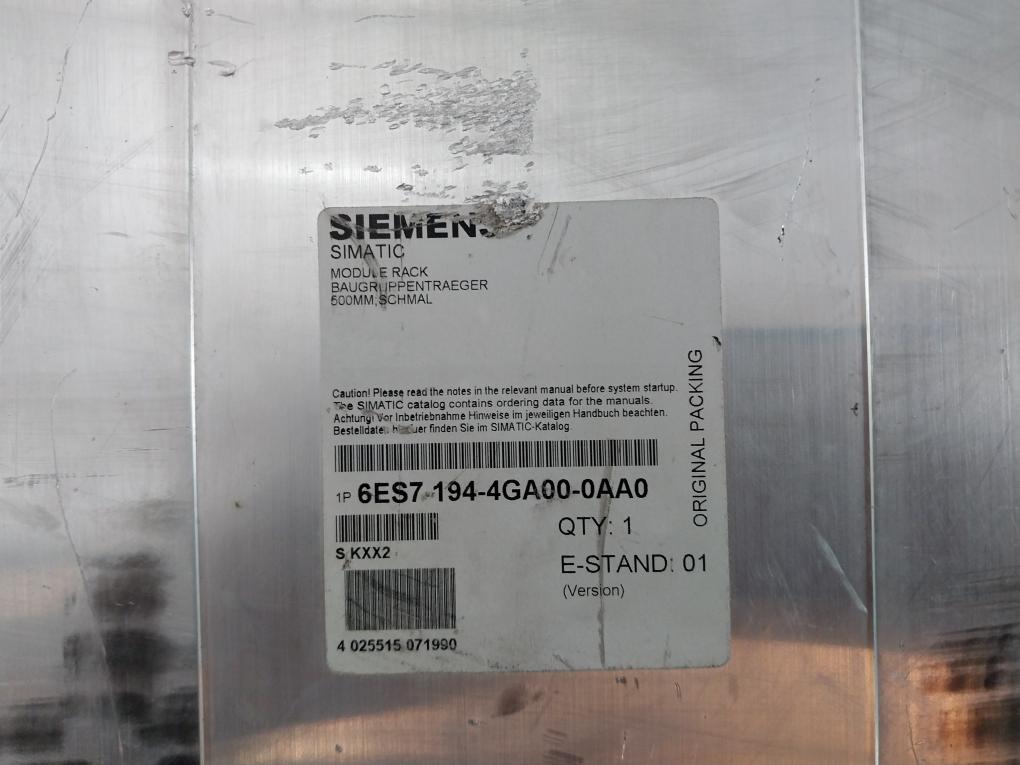 SIEMENS
SIMATIC
MODULE RACK
BAUGRUPPENTRAEGER
500MM,SCHMAL
Caution! Please read the notes in the relevant manual before system startup.
The SIMATIC catalog contains ordering data for the manuals.
Achtung! Vor Inbetriebnahme Hinweise im jeweiligen Handbuch beachten.
Bestelldaten finden Sie im SIMATIC-Katalog.
ORIGINAL PACKING
1P 6ES7 194-4GA00-0AA0
QTY: 1
S KXX2
E-STAND: 01
(Version)
4 025515 071990